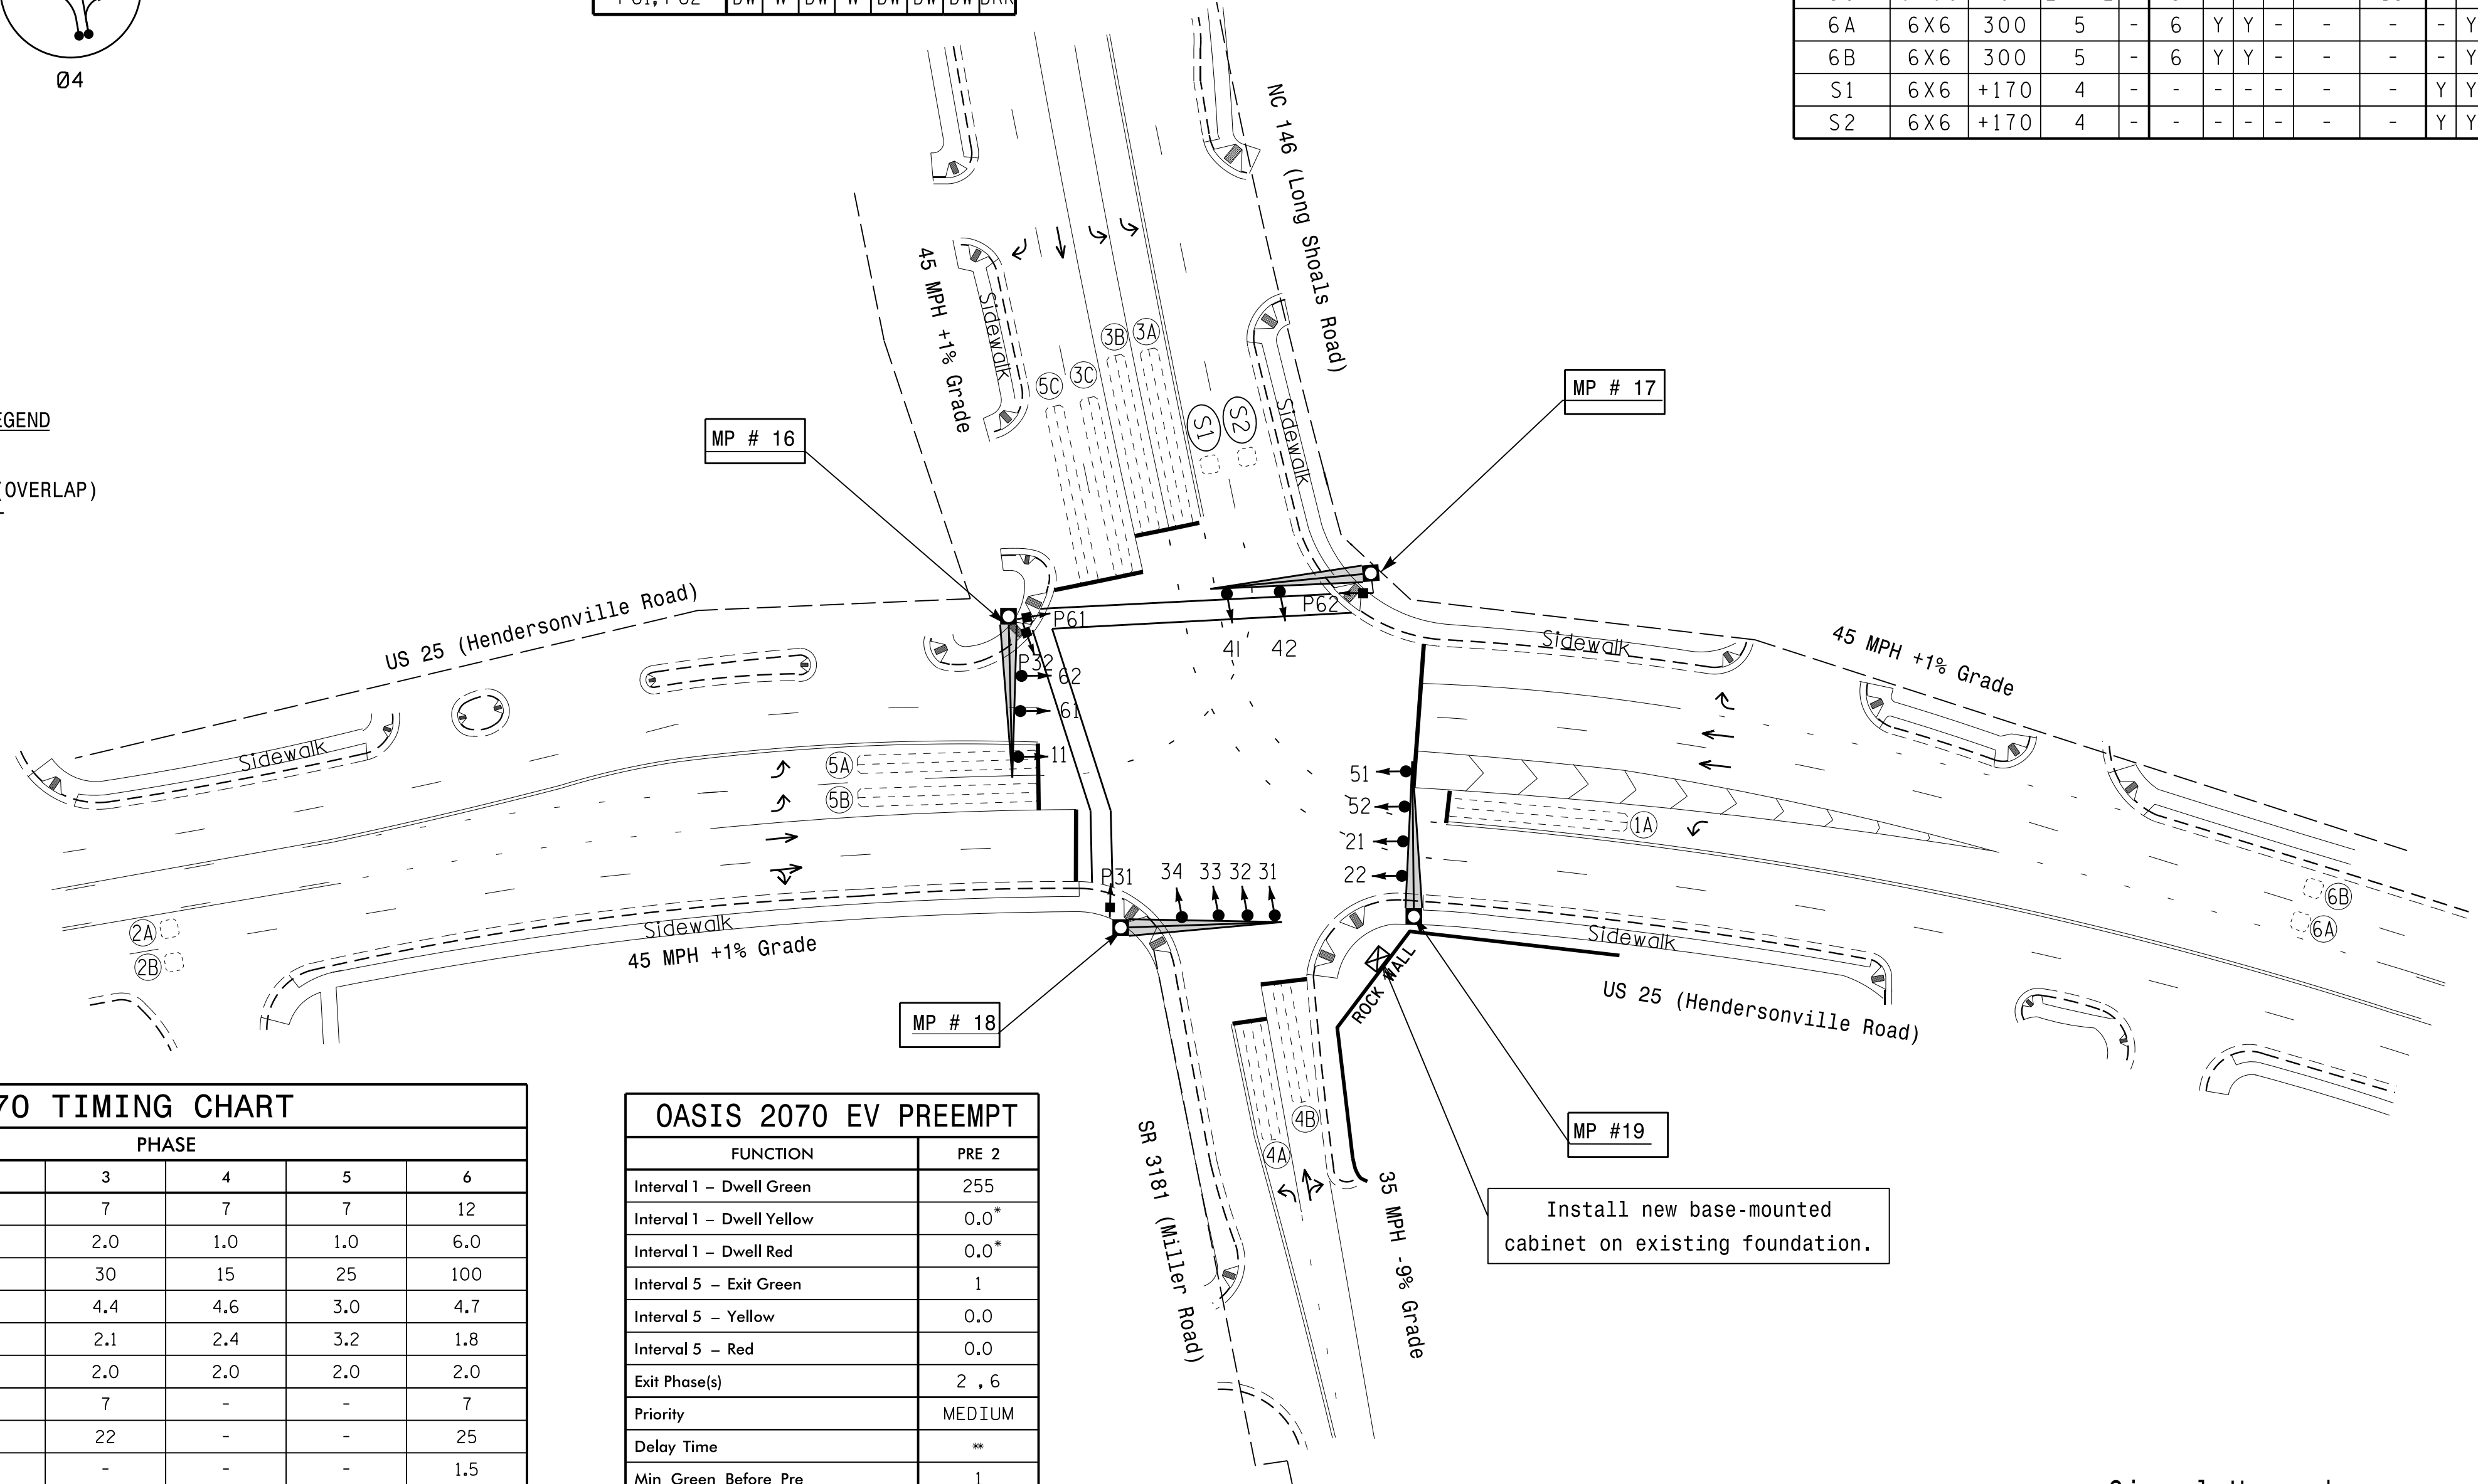 Ø4
P61,P62 DW W DW W DW DW DW DRK
6A 6X6 300 5 - 6 Y Y - - - - Y
6B 6X6 300 5 - 6 Y Y - - - - Y
S1 6X6 +170 4 - - - - - - - Y Y
S2 6X6 +170 4 - - - - - - - Y Y
EGEND
(OVERLAP)
NC 146 (Long Shoals Road)
45 MPH +1% Grade
Sidewalk
Sidewalk
3B 3A
5C 3C
S1 S2
MP # 16
MP # 17
US 25 (Hendersonville Road)
Sidewalk
P61
P62
P32
62
61
11
41 42
Sidewalk
45 MPH +1% Grade
5A
5B
51
52
21
22
1A
6B
6A
P31 34 33 32 31
2A
2B
Sidewalk
45 MPH +1% Grade
Sidewalk
US 25 (Hendersonville Road)
ROCK WALL
MP # 18
MP #19
4B
4A
SR 3181 (Miller Road)
35 MPH -9% Grade
Install new base-mounted
cabinet on existing foundation.
70 TIMING CHART
PHASE
3 4 5 6
7 7 7 12
2.0 1.0 1.0 6.0
30 15 25 100
4.4 4.6 3.0 4.7
2.1 2.4 3.2 1.8
2.0 2.0 2.0 2.0
7 - - 7
22 - - 25
- - - 1.5
OASIS 2070 EV PREEMPT
FUNCTION PRE 2
Interval 1 – Dwell Green 255
Interval 1 – Dwell Yellow 0.0*
Interval 1 – Dwell Red 0.0*
Interval 5 – Exit Green 1
Interval 5 – Yellow 0.0
Interval 5 – Red 0.0
Exit Phase(s) 2 , 6
Priority MEDIUM
Delay Time **
Min Green Before Pre 1